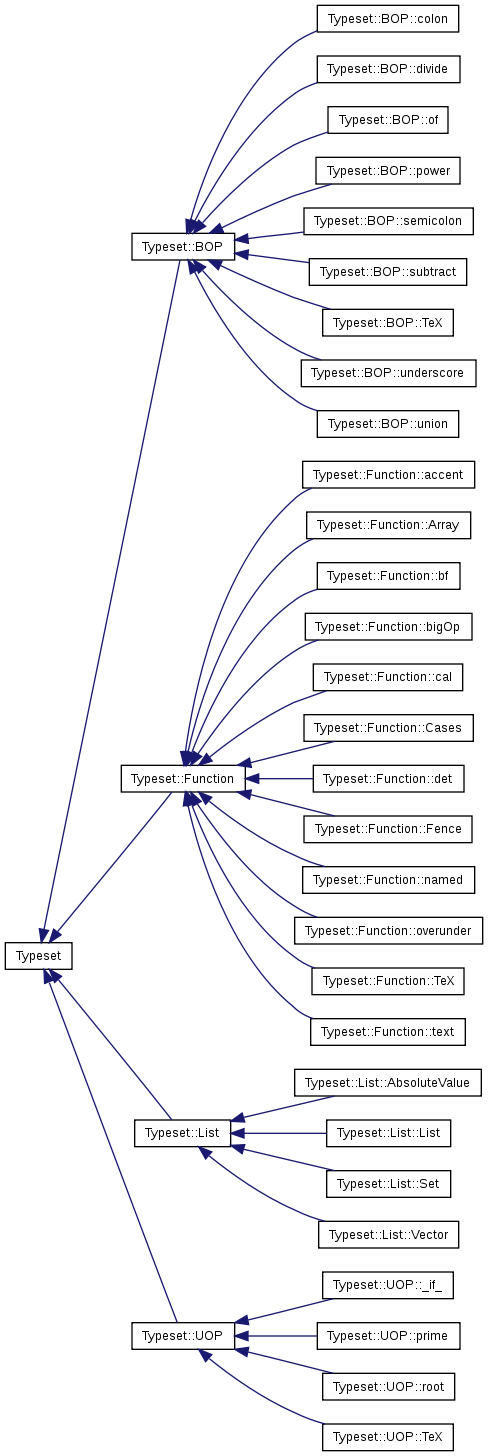 Typeset::BOP::colon
Typeset::BOP::divide
Typeset::BOP::of
Typeset::BOP::power
Typeset::BOP::semicolon
Typeset::BOP
Typeset::BOP::subtract
Typeset::BOP::TeX
Typeset::BOP::underscore
Typeset::BOP::union
Typeset::Function::accent
Typeset::Function::Array
Typeset::Function::bf
Typeset::Function::bigOp
Typeset::Function::cal
Typeset::Function::Cases
Typeset::Function
Typeset::Function::det
Typeset::Function::Fence
Typeset::Function::named
Typeset::Function::overunder
Typeset
Typeset::Function::TeX
Typeset::Function::text
Typeset::List::AbsoluteValue
Typeset::List
Typeset::List::List
Typeset::List::Set
Typeset::List::Vector
Typeset::UOP::_if_
Typeset::UOP
Typeset::UOP::prime
Typeset::UOP::root
Typeset::UOP::TeX